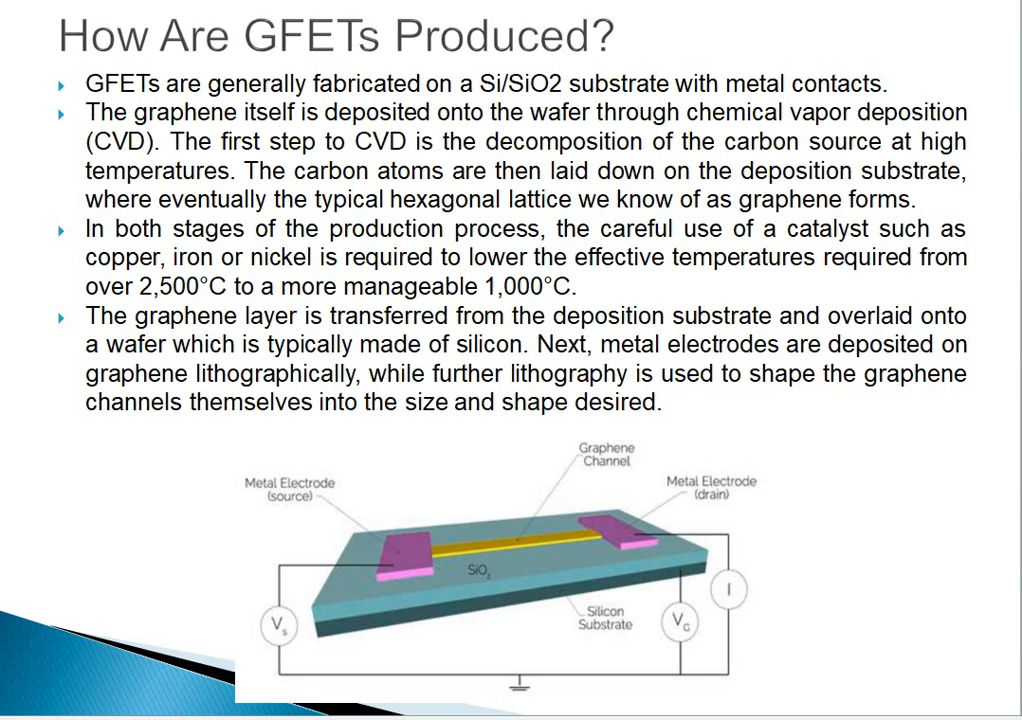 How Are GFETs Produced?
GFETs are generally fabricated on a Si/SiO2 substrate with metal contacts.
The graphene itself is deposited onto the wafer through chemical vapor deposition
(CVD). The first step to CVD is the decomposition of the carbon source at high
temperatures. The carbon atoms are then laid down on the deposition substrate,
where eventually the typical hexagonal lattice we know of as graphene forms.
In both stages of the production process, the careful use of a catalyst such as
copper, iron or nickel is required to lower the effective temperatures required from
over 2,500°C to a more manageable 1,000°C.
The graphene layer is transferred from the deposition substrate and overlaid onto
a wafer which is typically made of silicon. Next, metal electrodes are deposited on
graphene lithographically, while further lithography is used to shape the graphene
channels themselves into the size and shape desired.
Graphene
Channel
Metal Electrode
(source)
Metal Electrode
(drain)
SiO₂
Silicon
Substrate
Vs
VG
I